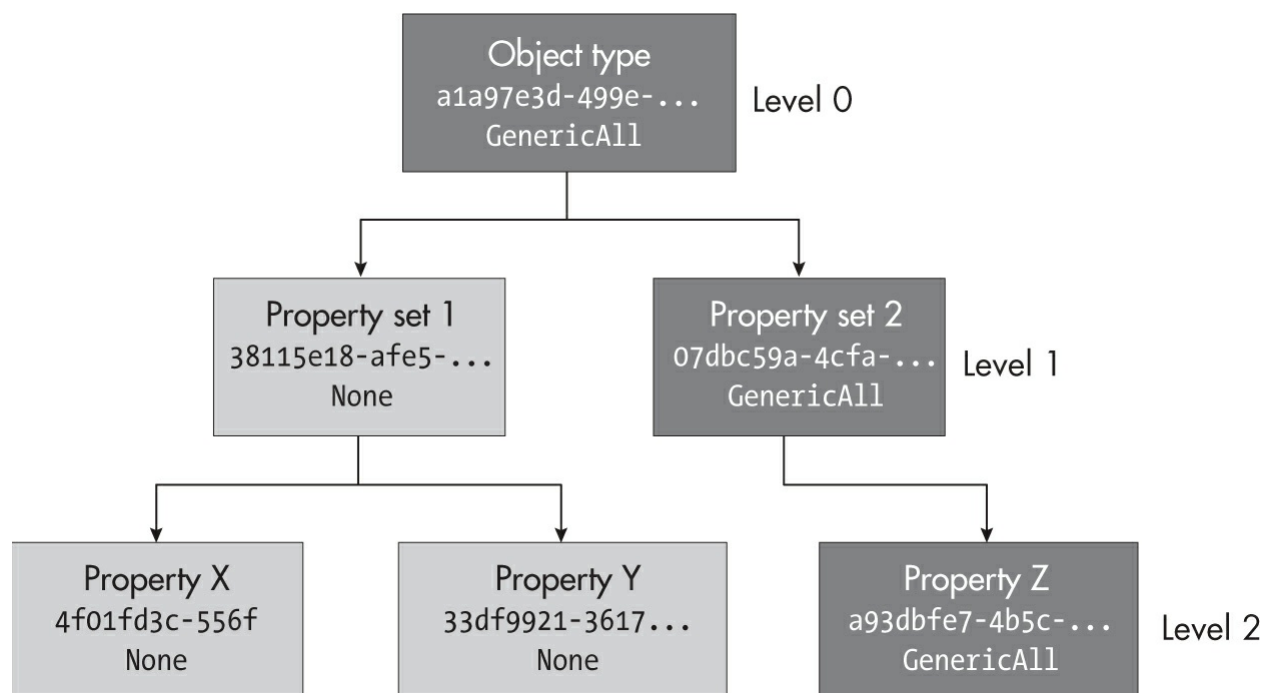 Object type
a1a97e3d-499e-...
GenericAll
Level 0
Property set 1
38115e18-afe5-...
None
Property set 2
07dbc59a-4cfa-...
GenericAll
Level 1
Property X
4f01fd3c-556f
None
Property Y
33df9921-3617...
None
Property Z
a93dbfe7-4b5c-...
GenericAll
Level 2